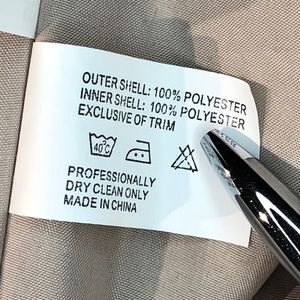 OUTER SHELL: 100% POLYESTER
INNER SHELL: 100% POLYESTER
EXCLUSIVE OF TRIM
40°C
PROFESSIONALLY
DRY CLEAN ONLY
MADE IN CHINA